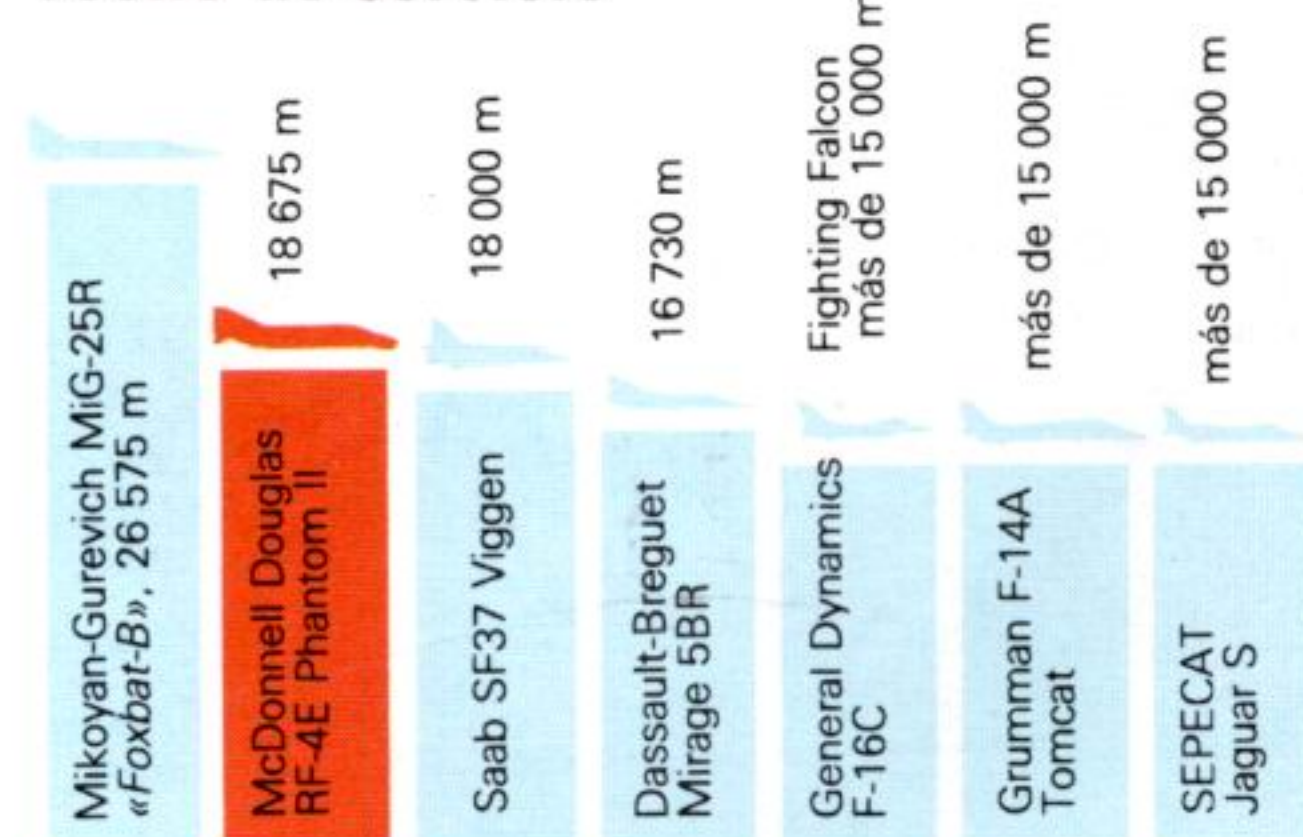 Mikoyan-Gurevich MiG-25R
«Foxbat-B», 26 575 m
McDonnell Douglas
RF-4E Phantom II
18 675 m
Saab SF37 Viggen
18 000 m
Dassault-Breguet
Mirage 5BR
16 730 m
General Dynamics
F-16C
Fighting Falcon
más de 15 000 m
Grumman F-14A
Tomcat
más de 15 000 m
SEPECAT
Jaguar S
más de 15 000 m